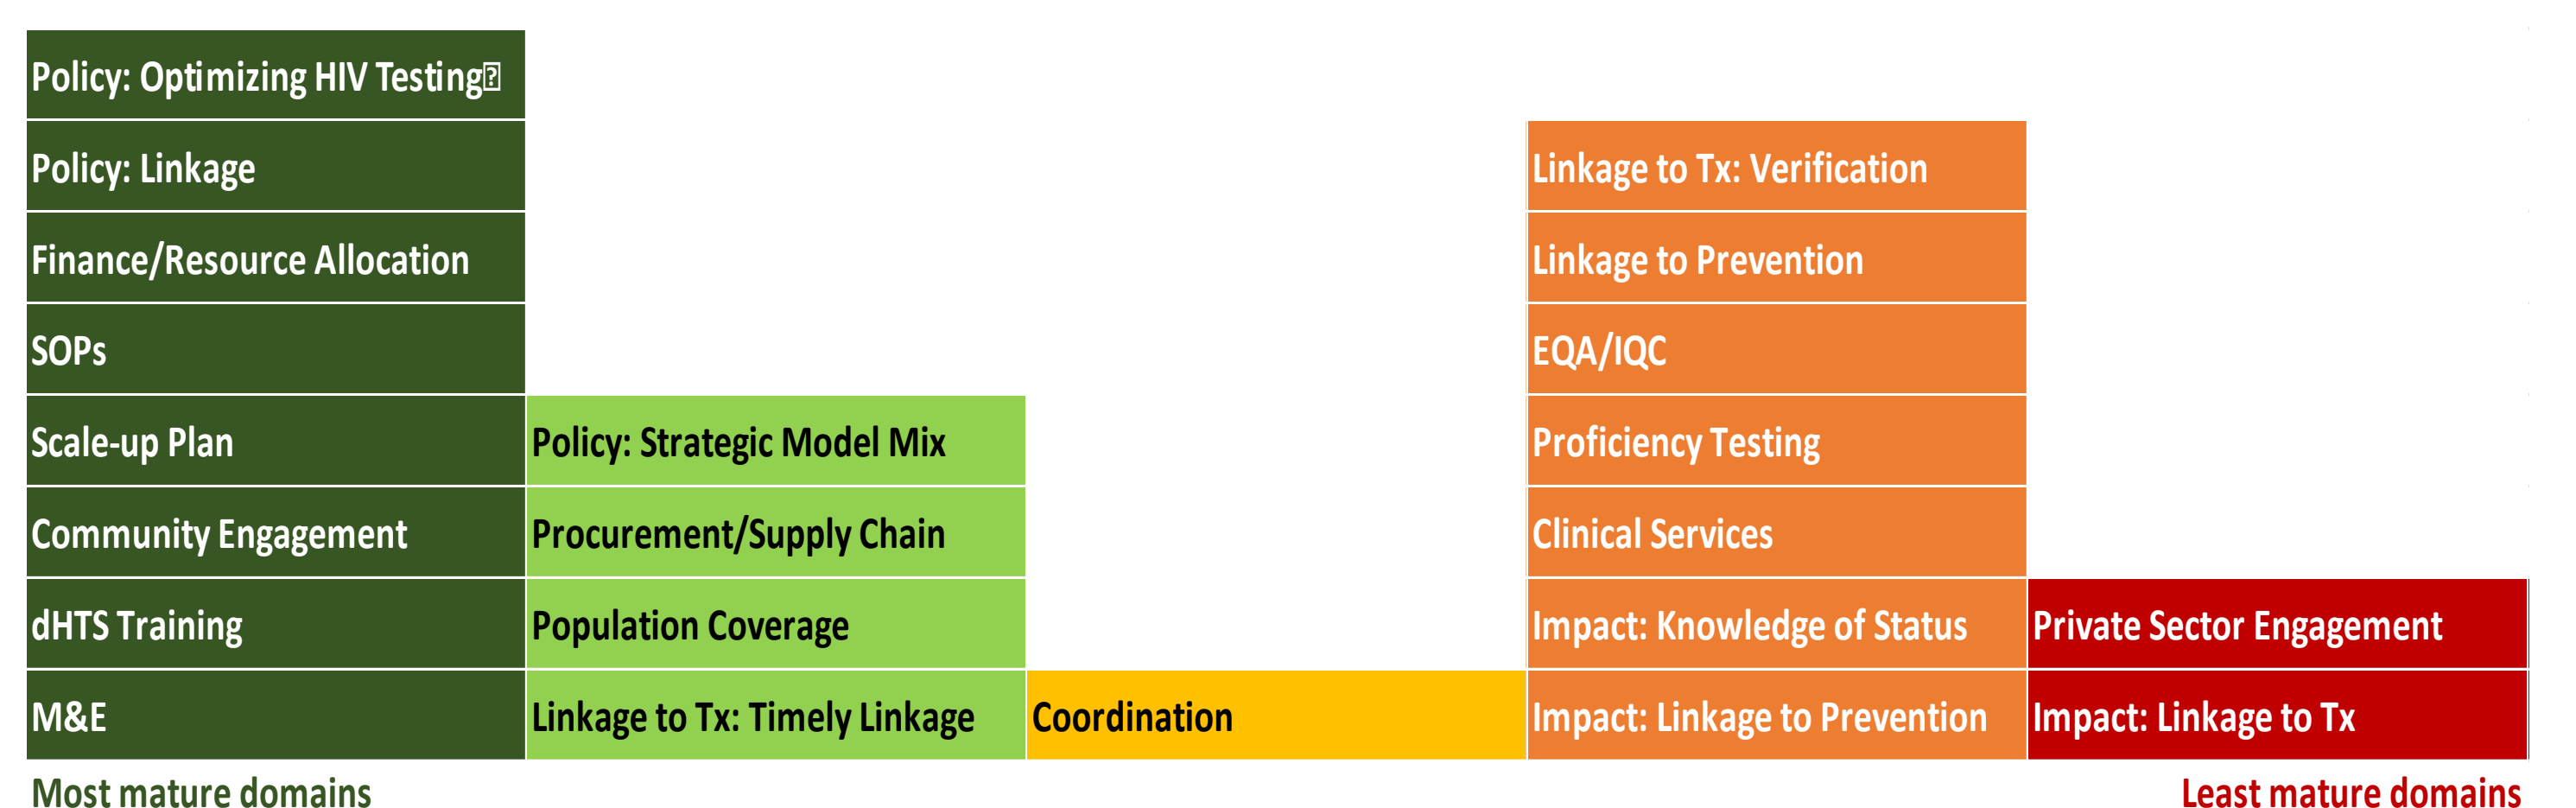 Policy: Optimizing HIV Testing
Policy: Linkage
Linkage to Tx: Verification
Finance/Resource Allocation
Linkage to Prevention
SOPs
EQA/IQC
Scale-up Plan
Policy: Strategic Model Mix
Proficiency Testing
Community Engagement
Procurement/Supply Chain
Clinical Services
dHTS Training
Population Coverage
Impact: Knowledge of Status
Private Sector Engagement
M&E
Linkage to Tx: Timely Linkage
Coordination
Impact: Linkage to Prevention
Impact: Linkage to Tx
Most mature domains
Least mature domains